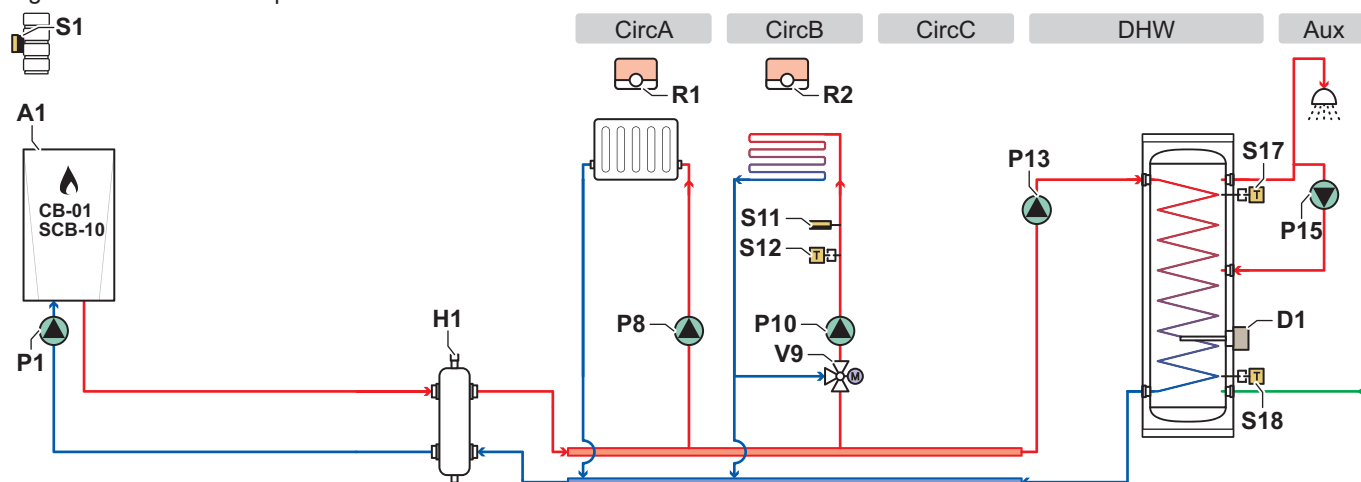 S1
CircA
CircB
CircC
DHW
Aux
R1
R2
A1
CB-01
SCB-10
P13
S17
P15
S11
S12
T
T
H1
P8
P10
D1
P1
V9
M
T
S18